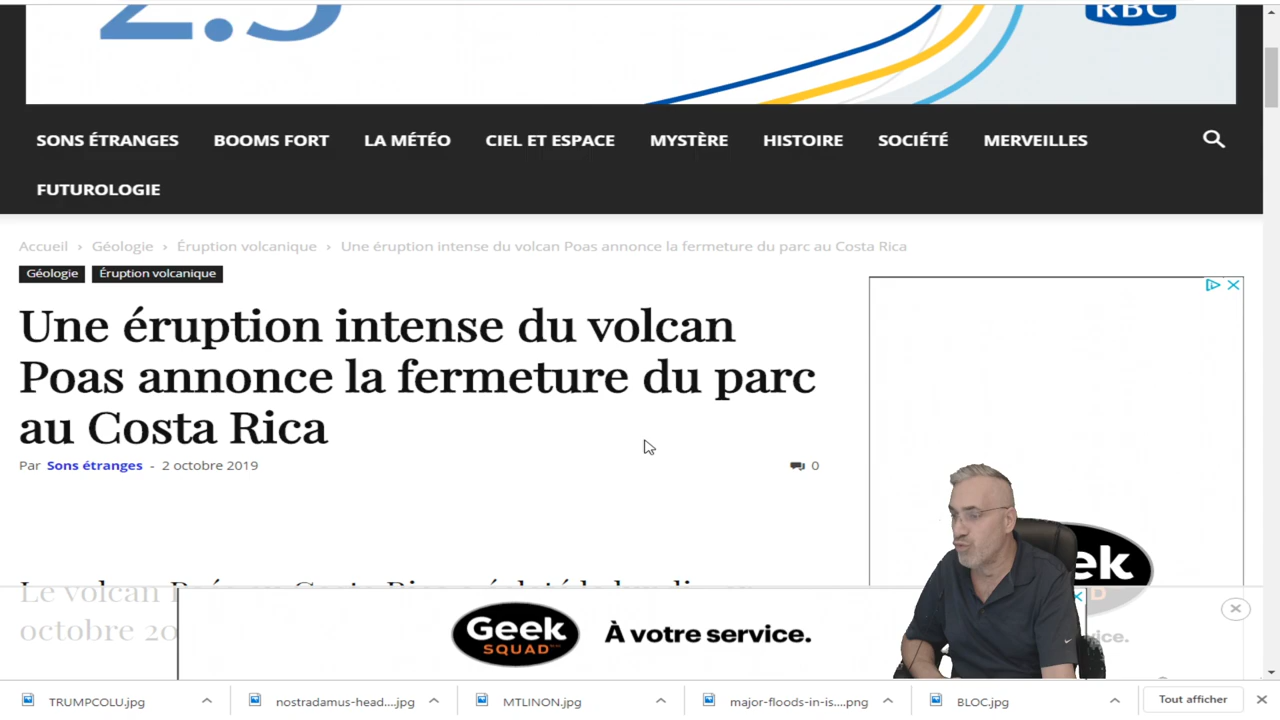 2.5
RBC
SONS ÉTRANGES BOOMS FORT LA MÉTÉO CIEL ET ESPACE MYSTÈRE HISTOIRE SOCIÉTÉ MERVEILLES
FUTUROLOGIE
Accueil › Géologie › Éruption volcanique › Une éruption intense du volcan Poas annonce la fermeture du parc au Costa Rica
Géologie Éruption volcanique
Une éruption intense du volcan
Poas annonce la fermeture du parc
au Costa Rica
Par Sons étranges - 2 octobre 2019
0
Le volcan
octobre 20
Geek
SQUAD
À votre service.
ek
D
vice.
TRUMPCOLU.jpg nostradamus-head....jpg MTLINON.jpg major-floods-in-is....png BLOC.jpg Tout afficher